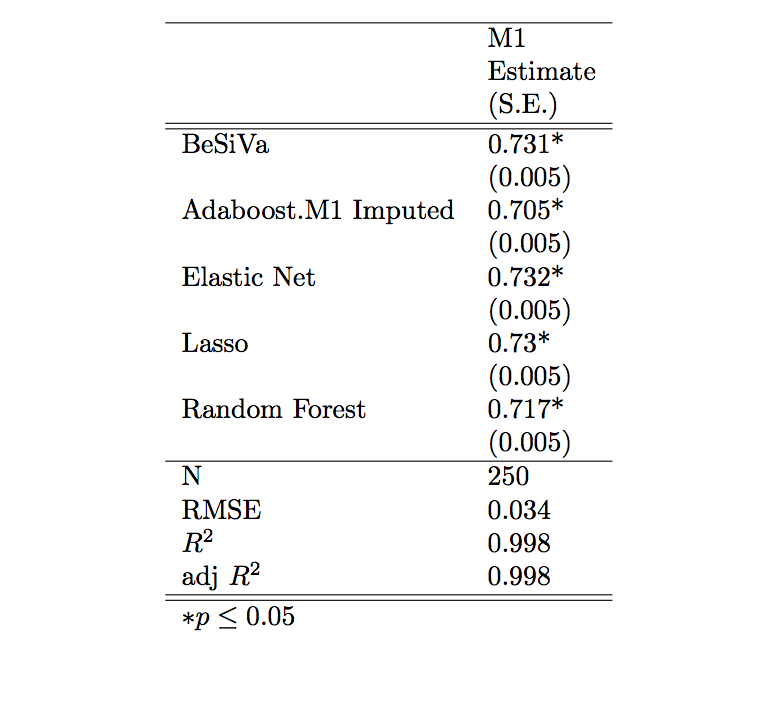 M1
Estimate
(S.E.)
BeSiVa 0.731*
(0.005)
Adaboost.M1 Imputed 0.705*
(0.005)
Elastic Net 0.732*
(0.005)
Lasso 0.73*
(0.005)
Random Forest 0.717*
(0.005)
N 250
RMSE 0.034
R² 0.998
adj R² 0.998
*p ≤ 0.05